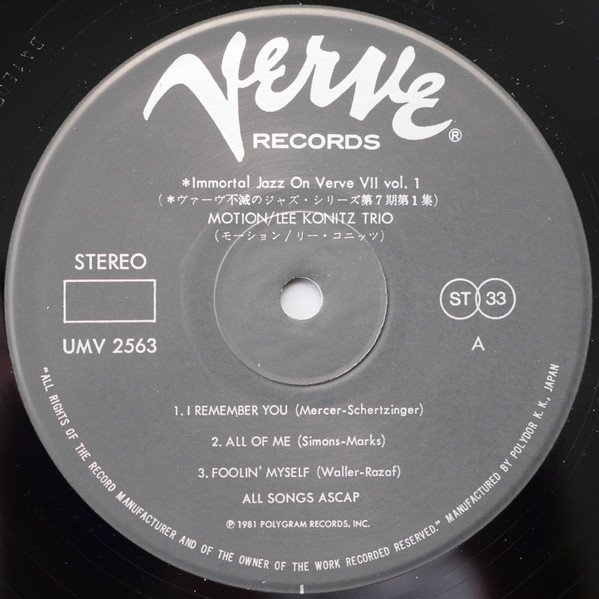 Verve
RECORDS ®
*Immortal Jazz On Verve VII vol. 1
(*ヴァーヴ不滅のジャズ・シリーズ第7期第1集)
MOTION/LEE KONITZ TRIO
(モーション/リー・コニッツ)
STEREO
ST 33
UMV 2563
A
1. I REMEMBER YOU (Mercer-Schertzinger)
2. ALL OF ME (Simons-Marks)
3. FOOLIN' MYSELF (Waller-Razaf)
ALL SONGS ASCAP
℗ 1981 POLYGRAM RECORDS, INC.
"ALL RIGHTS OF THE RECORD MANUFACTURER AND OF THE OWNER OF THE WORK RECORDED RESERVED." MANUFACTURED BY POLYDOR K. K., JAPAN